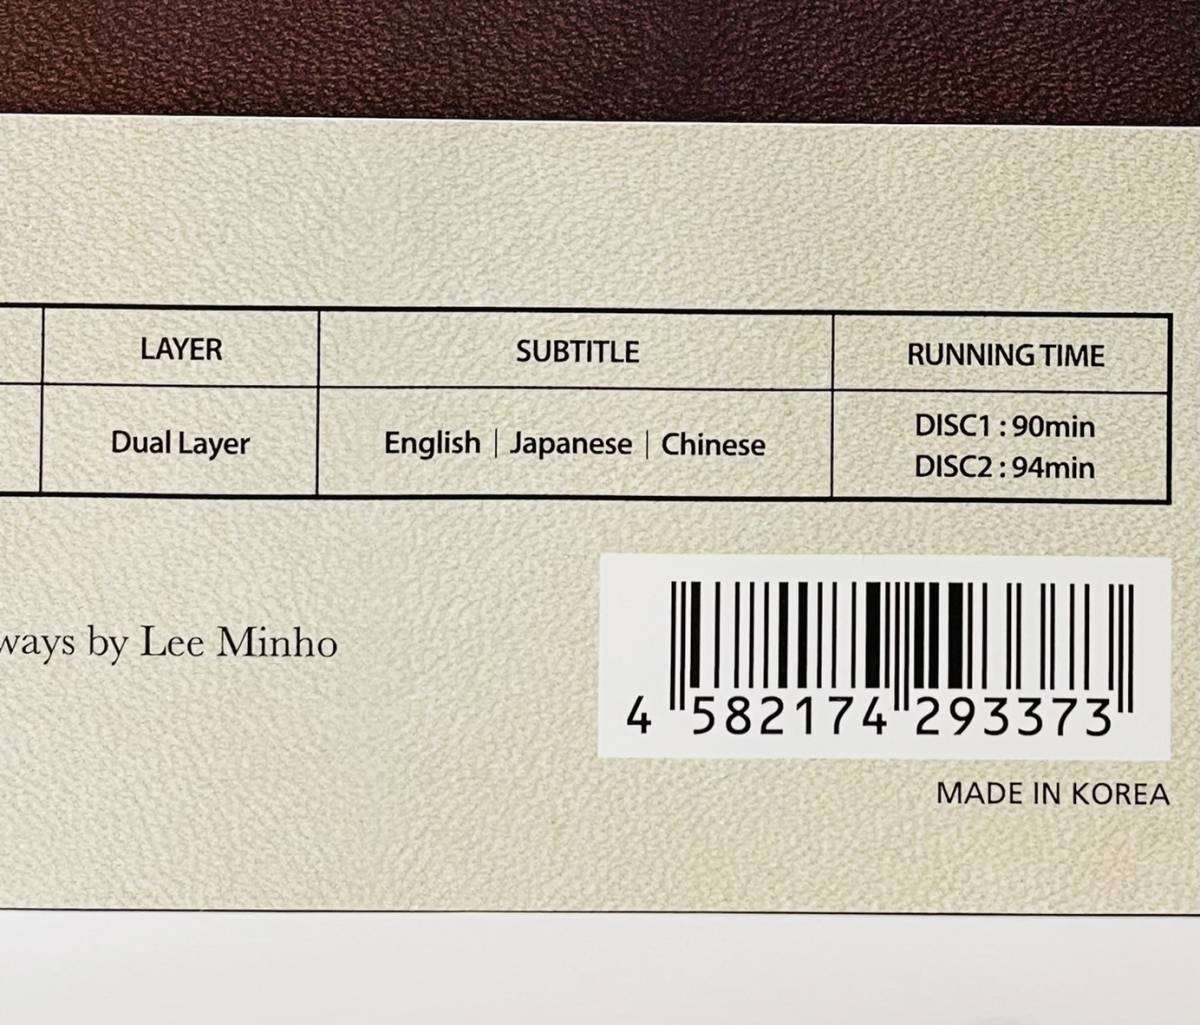 LAYER SUBTITLE RUNNING TIME
Dual Layer English | Japanese | Chinese DISC1 : 90min
DISC2 : 94min
by Lee Minho
4 582174 293373
MADE IN KOREA